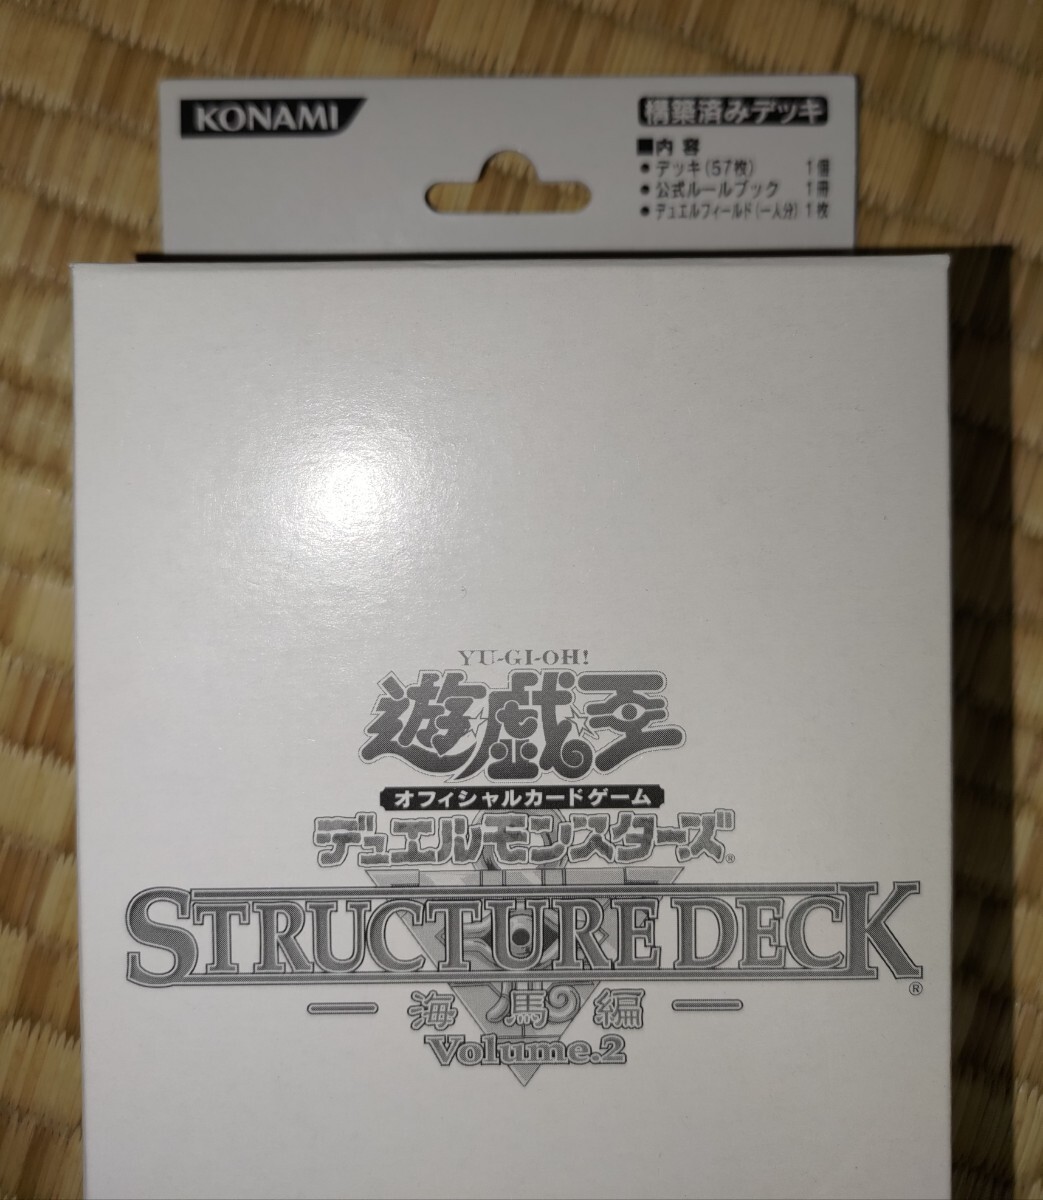 KONAMI
構築済みデッキ
■内 容
● デッキ(57枚) 1個
● 公式ルールブック 1冊
● デュエルフィールド(一人分) 1枚
YU-GI-OH!
遊☆戯☆王
オフィシャルカードゲーム
デュエルモンスターズ®
STRUCTURE DECK®
― 海馬編 ―
Volume.2